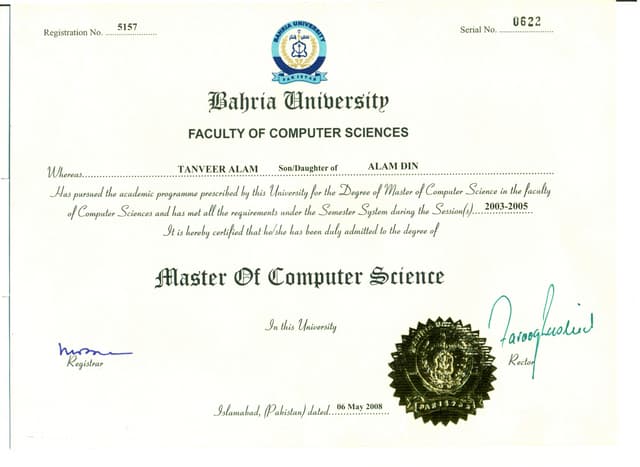 Registration No. 5157
Serial No. 0622
BAHRIA UNIVERSITY
PAKISTAN
Bahria University
FACULTY OF COMPUTER SCIENCES
Whereas TANVEER ALAM Son/Daughter of ALAM DIN
Has pursued the academic programme prescribed by this University for the Degree of Master of Computer Science in the faculty
of Computer Sciences and has met all the requirements under the Semester System during the Session(s) 2003-2005
It is hereby certified that he/she has been duly admitted to the degree of
Master Of Computer Science
In this University
Registrar
Rector
PAKISTAN
Islamabad, (Pakistan) dated 06 May 2008